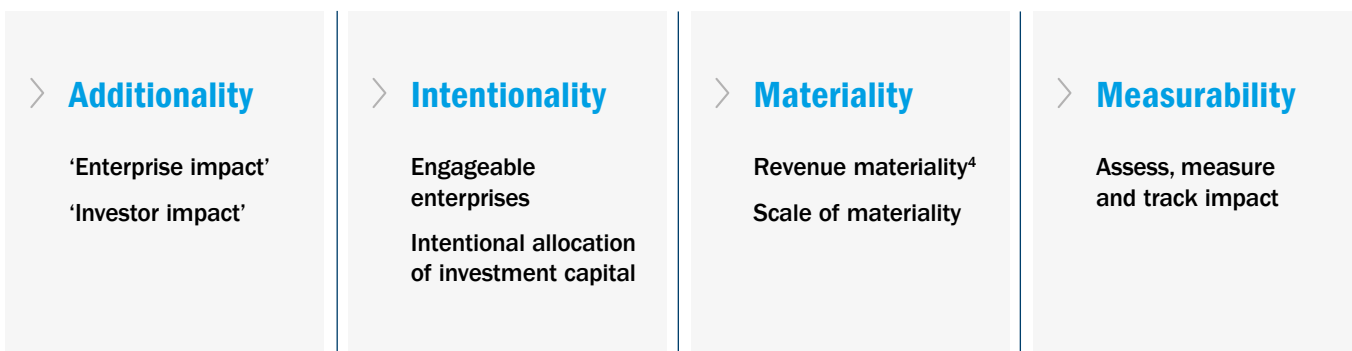 Additionality
‘Enterprise impact’
‘Investor impact’
Intentionality
Engageable
enterprises
Intentional allocation
of investment capital
Materiality
Revenue materiality⁴
Scale of materiality
Measurability
Assess, measure
and track impact